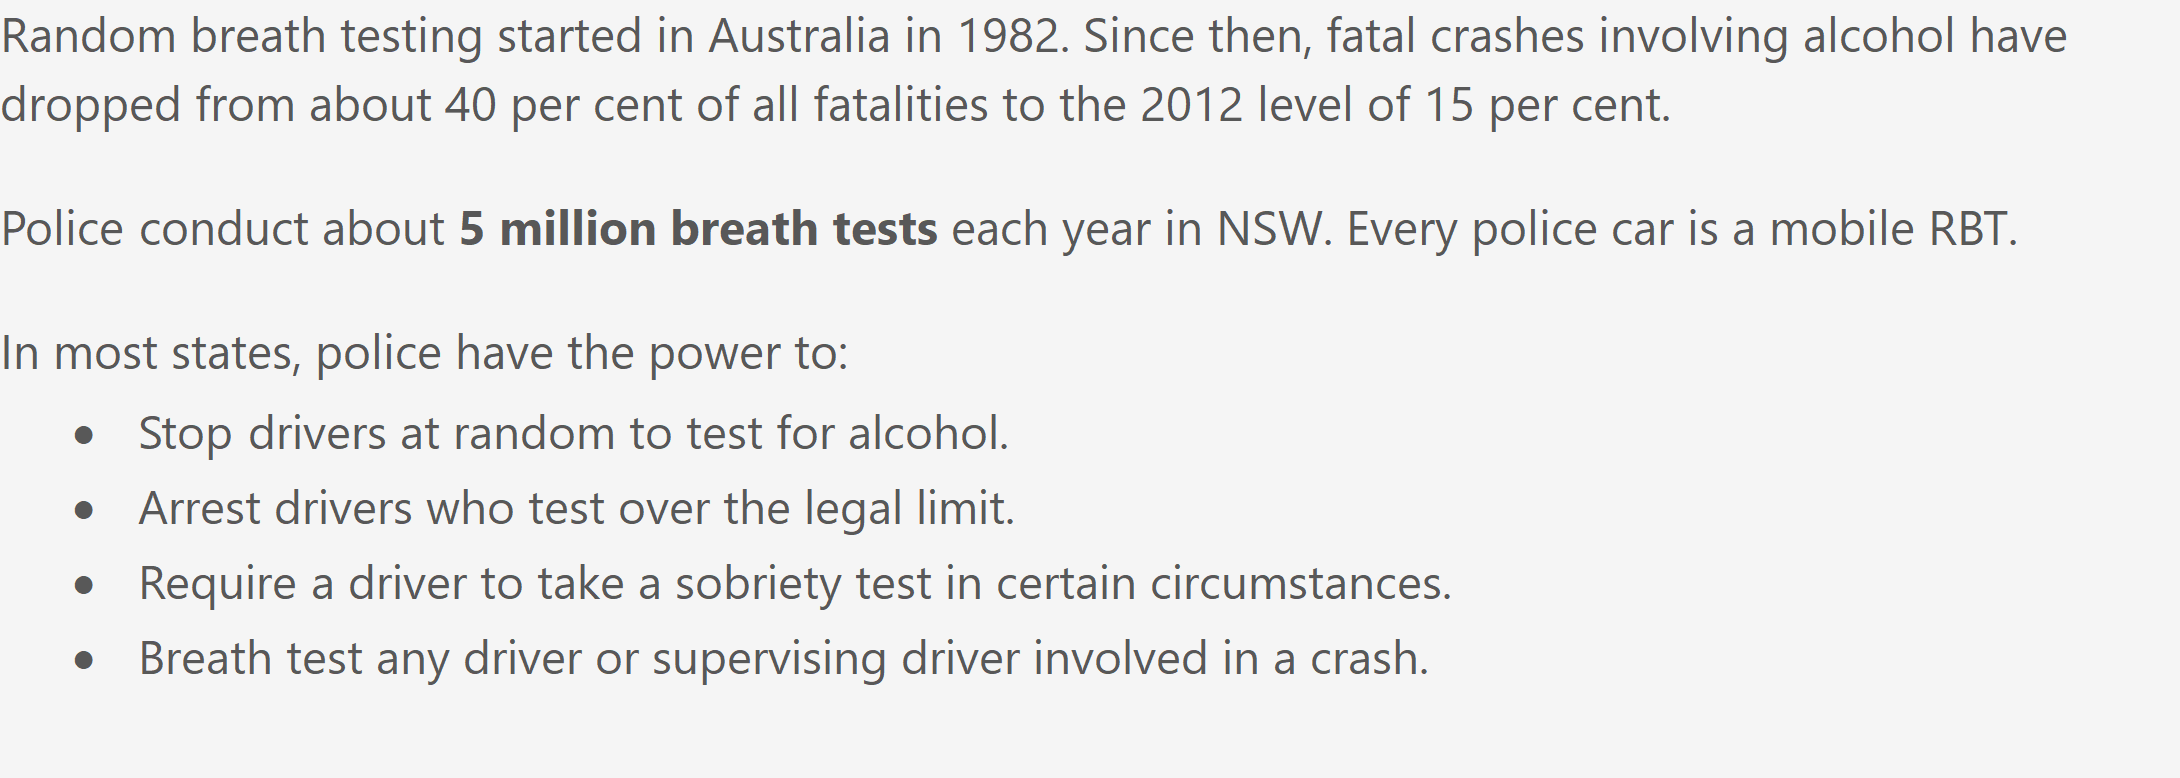 Random breath testing started in Australia in 1982. Since then, fatal crashes involving alcohol have
dropped from about 40 per cent of all fatalities to the 2012 level of 15 per cent.
Police conduct about 5 million breath tests each year in NSW. Every police car is a mobile RBT.
In most states, police have the power to:
● Stop drivers at random to test for alcohol.
● Arrest drivers who test over the legal limit.
● Require a driver to take a sobriety test in certain circumstances.
● Breath test any driver or supervising driver involved in a crash.